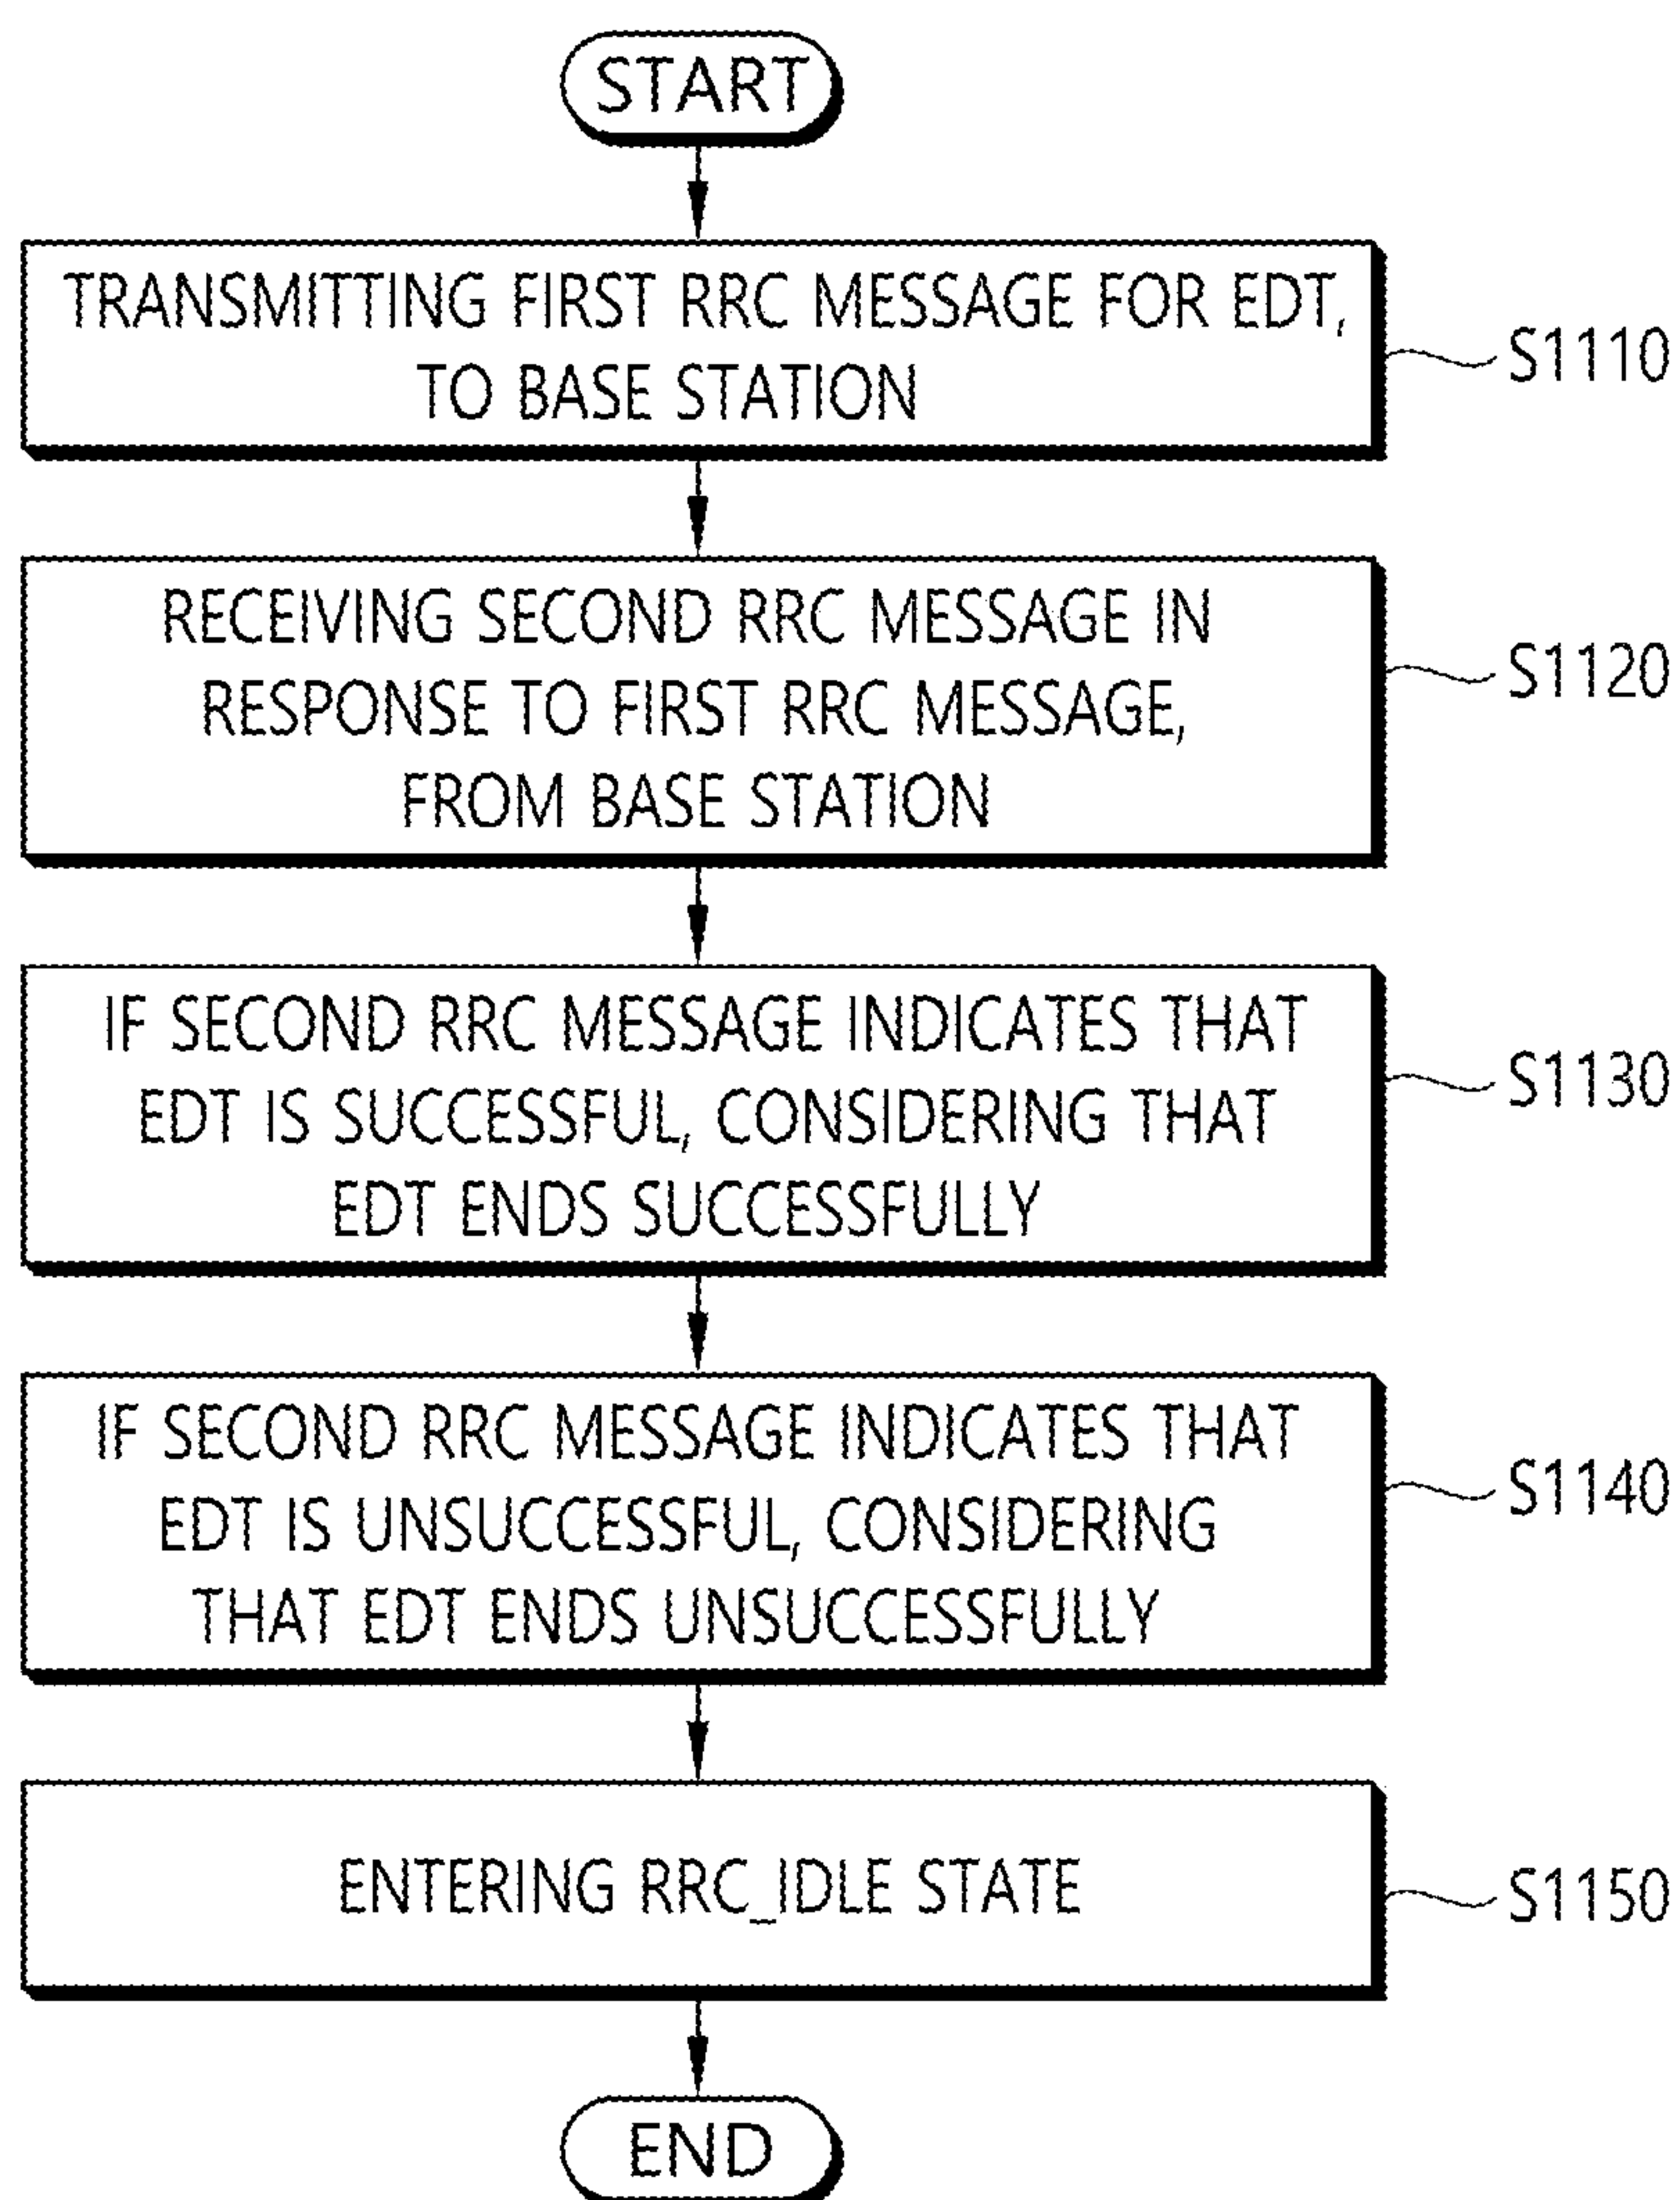 START
TRANSMITTING FIRST RRC MESSAGE FOR EDT,
TO BASE STATION
S1110
RECEIVING SECOND RRC MESSAGE IN
RESPONSE TO FIRST RRC MESSAGE,
FROM BASE STATION
S1120
IF SECOND RRC MESSAGE INDICATES THAT
EDT IS SUCCESSFUL, CONSIDERING THAT
EDT ENDS SUCCESSFULLY
S1130
IF SECOND RRC MESSAGE INDICATES THAT
EDT IS UNSUCCESSFUL, CONSIDERING
THAT EDT ENDS UNSUCCESSFULLY
S1140
ENTERING RRC_IDLE STATE
S1150
END